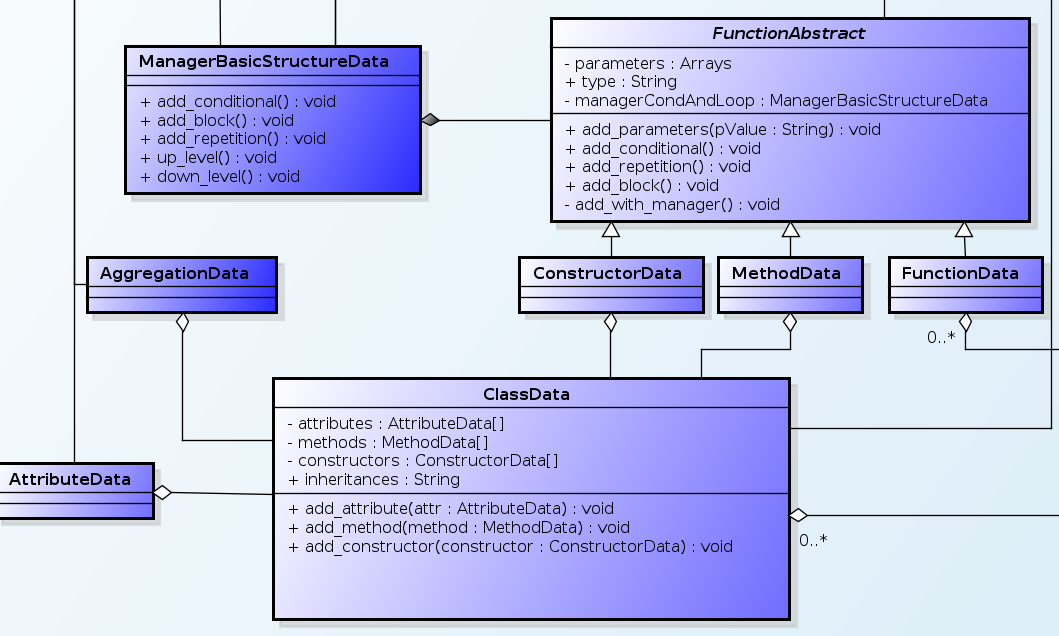 ManagerBasicStructureData
+ add_conditional() : void
+ add_block() : void
+ add_repetition() : void
+ up_level() : void
+ down_level() : void
FunctionAbstract
- parameters : Arrays
+ type : String
- managerCondAndLoop : ManagerBasicStructureData
+ add_parameters(pValue : String) : void
+ add_conditional() : void
+ add_repetition() : void
+ add_block() : void
- add_with_manager() : void
AggregationData
ConstructorData
MethodData
FunctionData
0..*
ClassData
- attributes : AttributeData[]
- methods : MethodData[]
- constructors : ConstructorData[]
+ inheritances : String
+ add_attribute(attr : AttributeData) : void
+ add_method(method : MethodData) : void
+ add_constructor(constructor : ConstructorData) : void
AttributeData
0..*